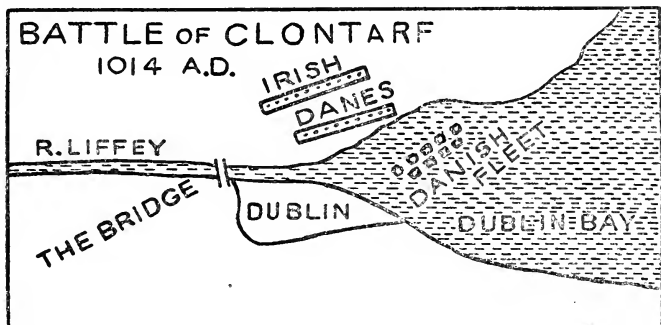 BATTLE OF CLONTARF
1014 A.D.
IRISH
DANES
R. LIFFEY
DANISH
FLEET
THE BRIDGE
DUBLIN
DUBLIN BAY